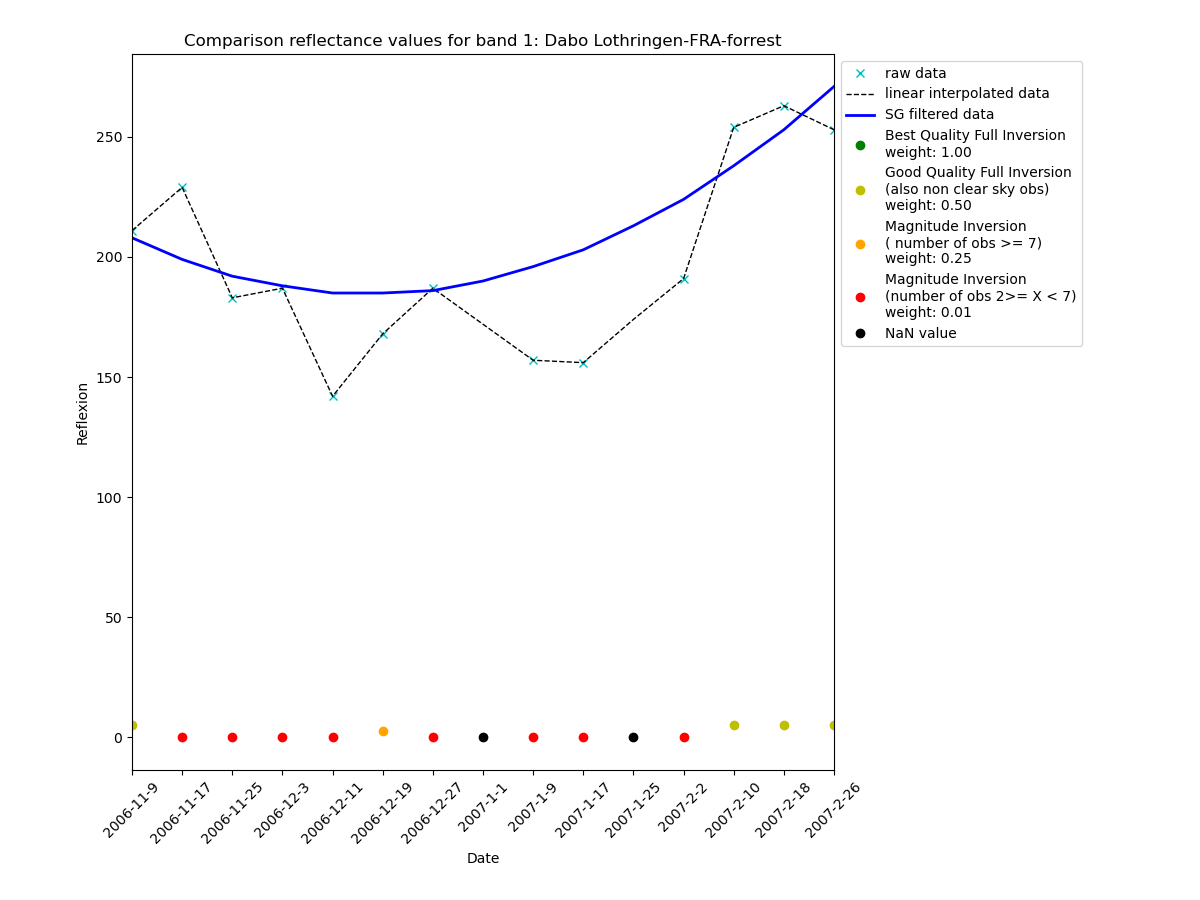 Comparison reflectance values for band 1: Dabo Lothringen-FRA-forrest
raw data
linear interpolated data
SG filtered data
Best Quality Full Inversion
weight: 1.00
Good Quality Full Inversion
(also non clear sky obs)
weight: 0.50
Magnitude Inversion
( number of obs >= 7)
weight: 0.25
Magnitude Inversion
(number of obs 2>= X < 7)
weight: 0.01
NaN value
250
200
150
100
50
0
Reflexion
2006-11-9
2006-11-17
2006-11-25
2006-12-3
2006-12-11
2006-12-19
2006-12-27
2007-1-1
2007-1-9
2007-1-17
2007-1-25
2007-2-2
2007-2-10
2007-2-18
2007-2-26
Date